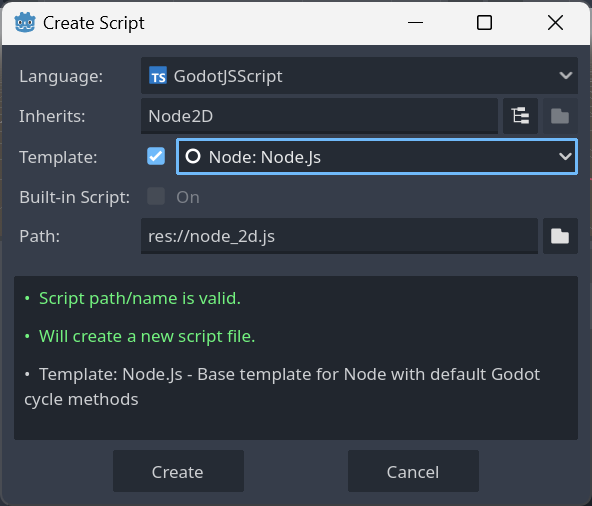 Create Script
Language: TS GodotJSScript
Inherits: Node2D
Template: Node: Node.Js
Built-in Script: On
Path: res://node_2d.js
• Script path/name is valid.
• Will create a new script file.
• Template: Node.Js - Base template for Node with default Godot
cycle methods
Create Cancel